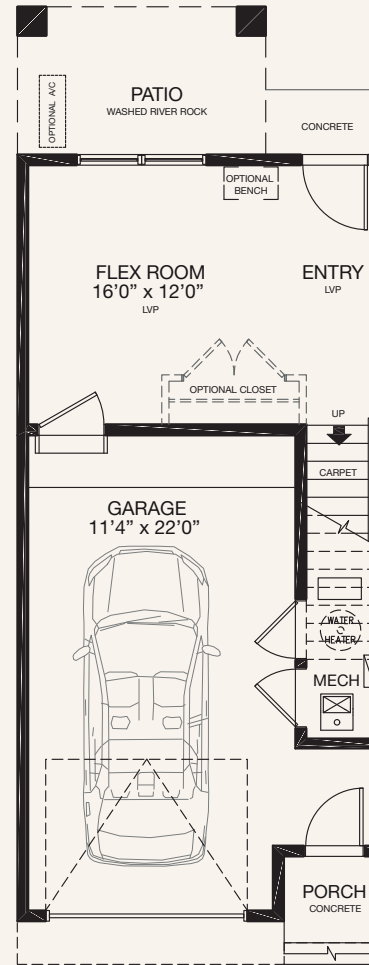 OPTIONAL A/C
PATIO
WASHED RIVER ROCK
CONCRETE
OPTIONAL
BENCH
FLEX ROOM
16’0” x 12’0”
LVP
ENTRY
LVP
OPTIONAL CLOSET
UP
CARPET
GARAGE
11’4” x 22’0”
WATER
HEATER
MECH
PORCH
CONCRETE